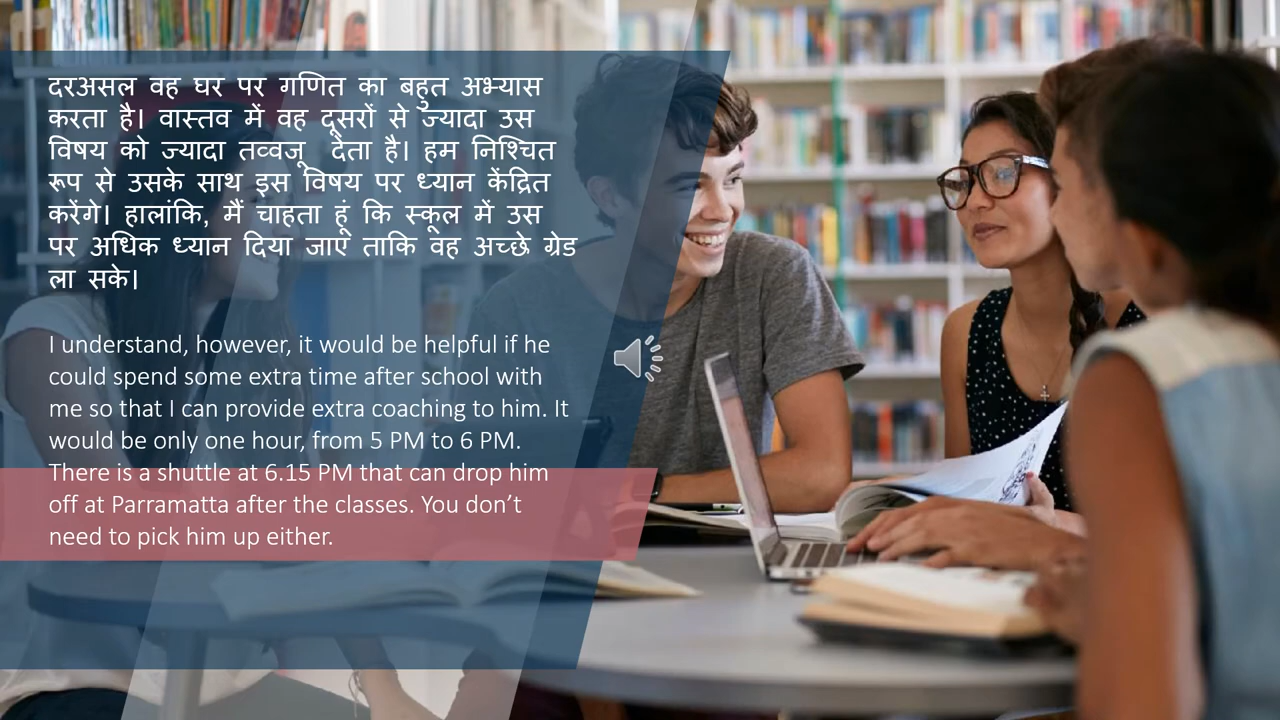 दरअसल वह घर पर गणित का बहुत अभ्यास
करता है। वास्तव में वह दूसरों से ज्यादा उस
विषय को ज्यादा तव्वजू देता है। हम निश्चित
रूप से उसके साथ इस विषय पर ध्यान केंद्रित
करेंगे। हालांकि, मैं चाहता हूं कि स्कूल में उस
पर अधिक ध्यान दिया जाए ताकि वह अच्छे ग्रेड
ला सके।
I understand, however, it would be helpful if he
could spend some extra time after school with
me so that I can provide extra coaching to him. It
would be only one hour, from 5 PM to 6 PM.
There is a shuttle at 6.15 PM that can drop him
off at Parramatta after the classes. You don’t
need to pick him up either.